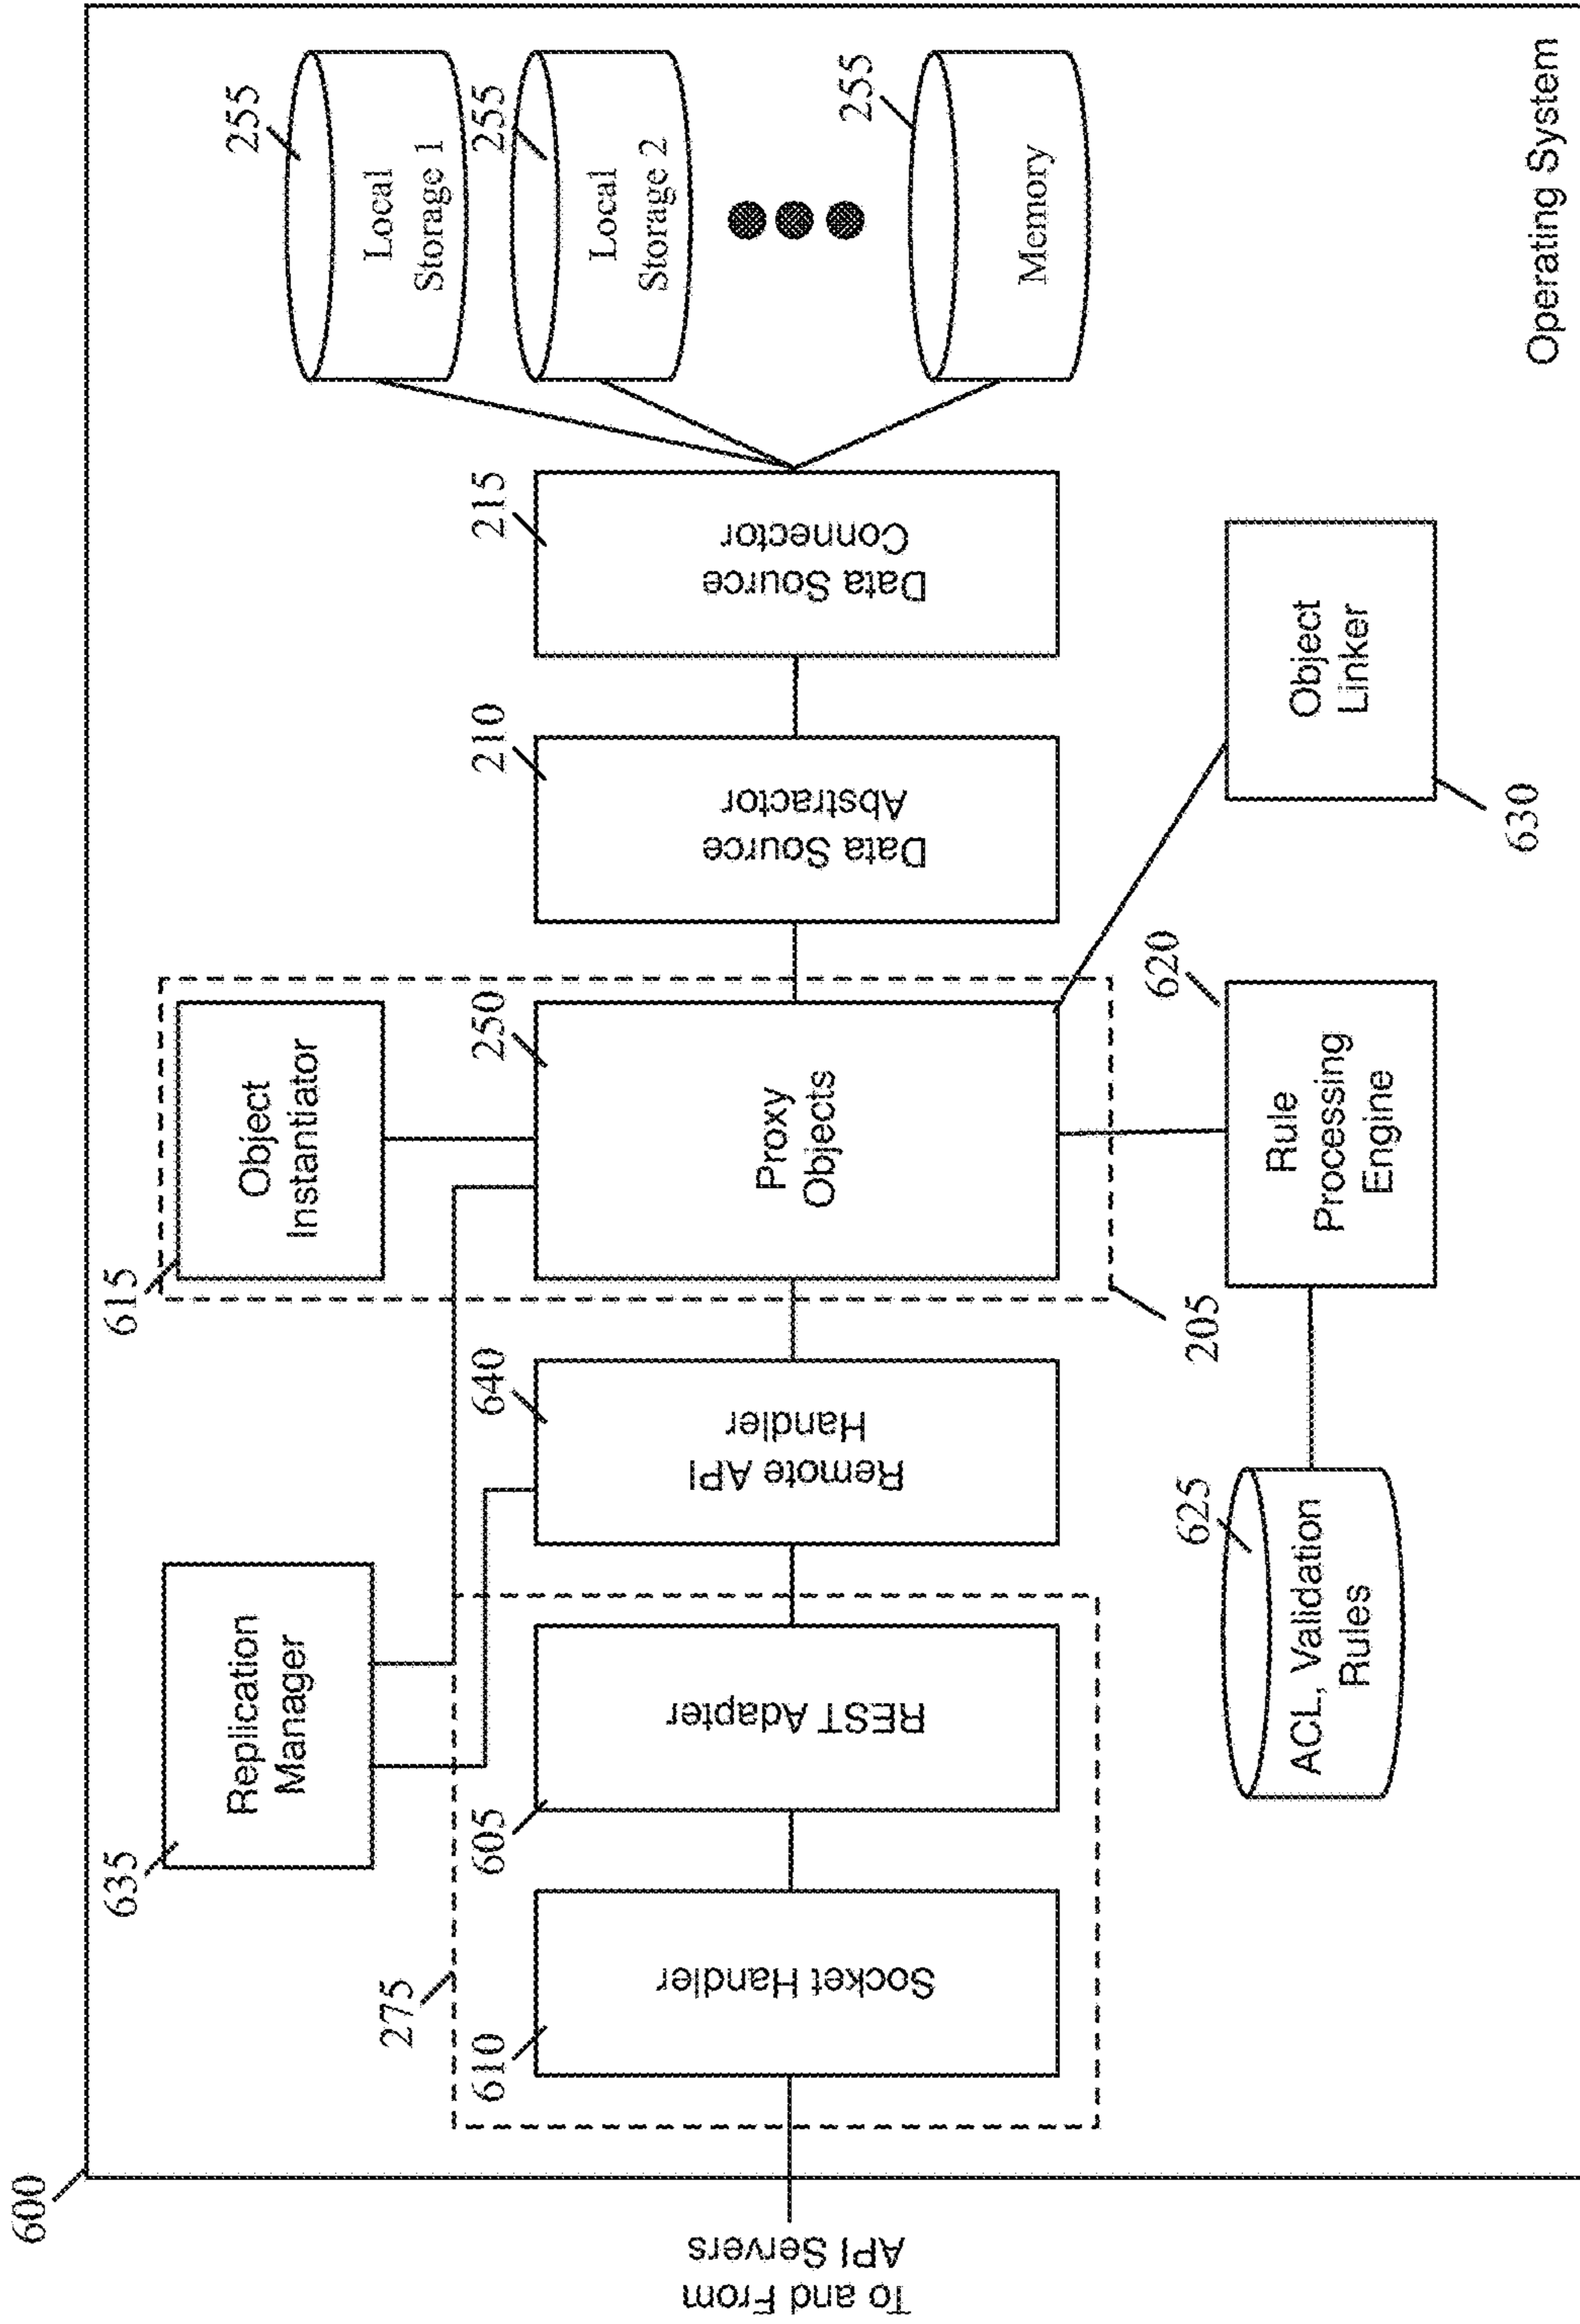 600
To and From
API Servers
275
610
Socket Handler
605
REST Adapter
635
Replication
Manager
640
Remote API
Handler
615
Object
Instantiator
250
Proxy
Objects
205
625
ACL, Validation
Rules
620
Rule
Processing
Engine
210
Data Source
Abstractor
215
Data Source
Connector
630
Object
Linker
255
Local
Storage 1
255
Local
Storage 2
255
Memory
Operating System